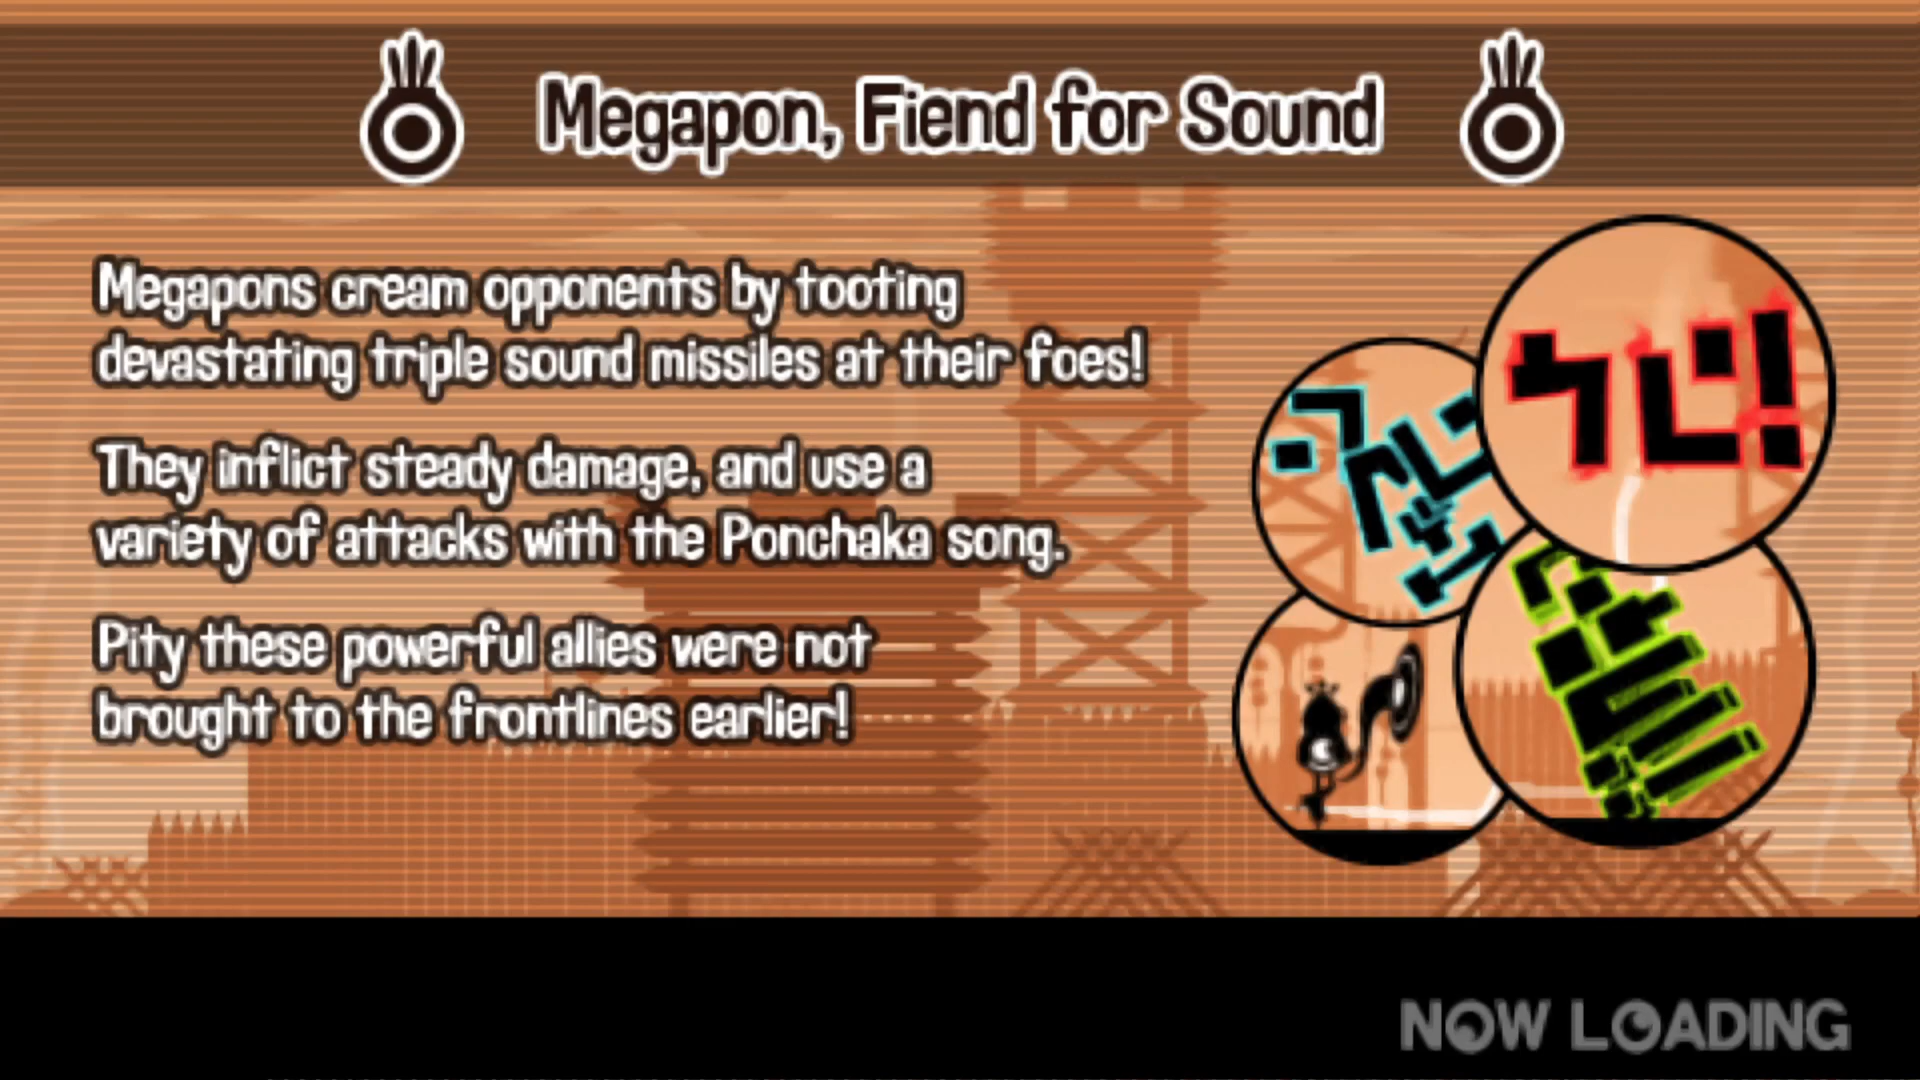 Megapon, Fiend for Sound
Megapons cream opponents by tooting
devastating triple sound missiles at their foes!
They inflict steady damage, and use a
variety of attacks with the Ponchaka song.
Pity these powerful allies were not
brought to the frontlines earlier!
NOW LOADING